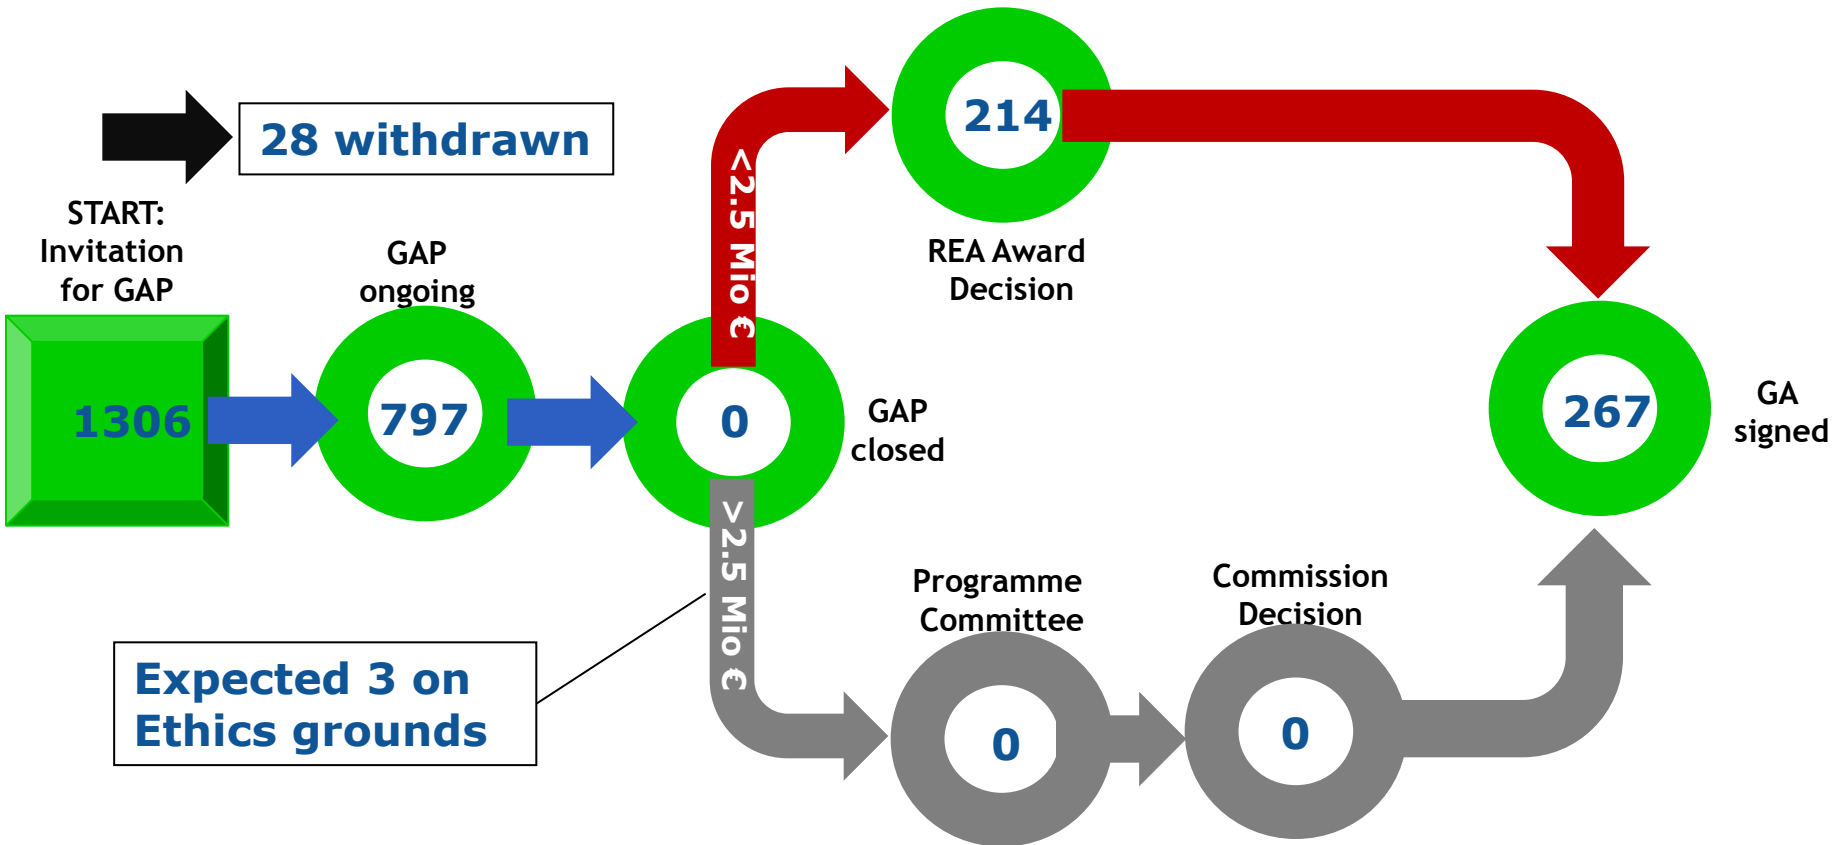 28 withdrawn
START:
Invitation
for GAP
1306
GAP
ongoing
797
<2.5 Mio €
0
GAP
closed
>2.5 Mio €
214
REA Award
Decision
267
GA
signed
Expected 3 on
Ethics grounds
Programme
Committee
0
Commission
Decision
0